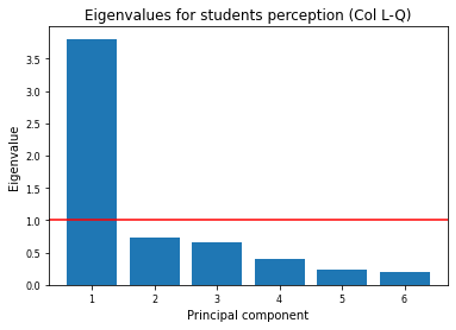 Eigenvalues for students perception (Col L-Q)
3.5
3.0
2.5
2.0
1.5
1.0
0.5
0.0
Eigenvalue
1 2 3 4 5 6
Principal component